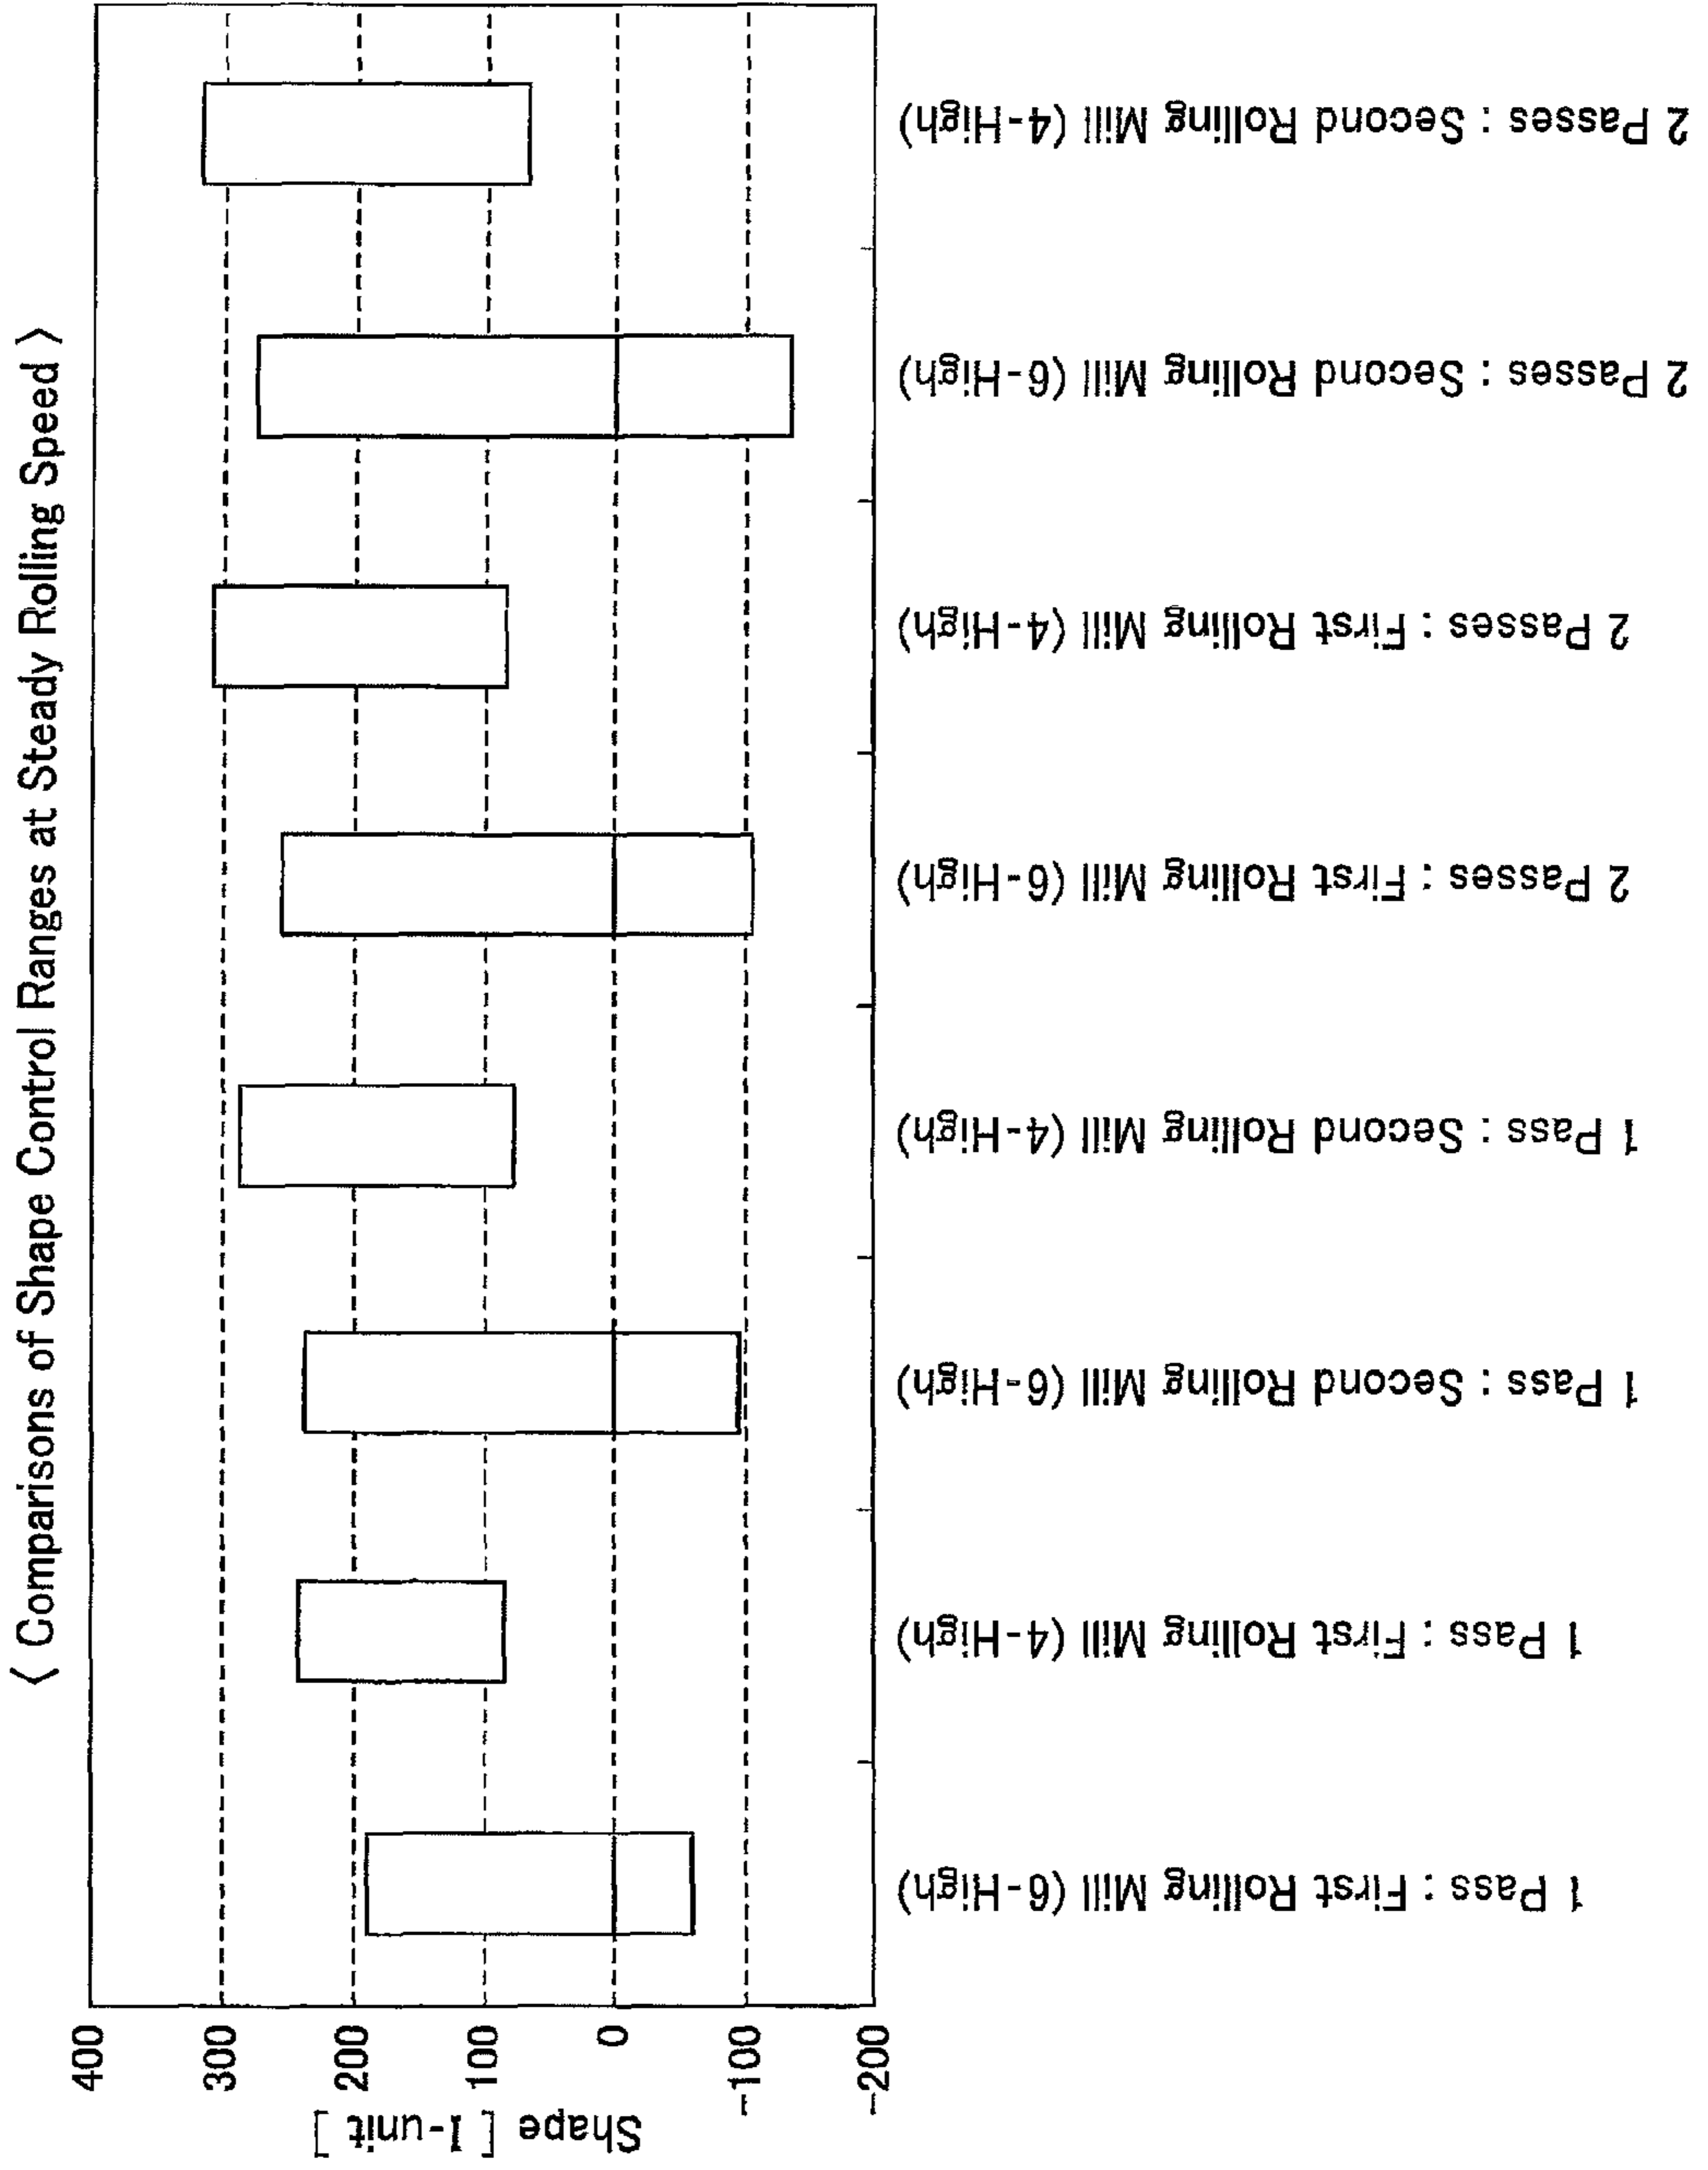 〈 Comparisons of Shape Control Ranges at Steady Rolling Speed 〉
Shape [ I-unit ]
400
300
200
100
0
-100
-200
1 Pass : First Rolling Mill (6-High)
1 Pass : First Rolling Mill (4-High)
1 Pass : Second Rolling Mill (6-High)
1 Pass : Second Rolling Mill (4-High)
2 Passes : First Rolling Mill (6-High)
2 Passes : First Rolling Mill (4-High)
2 Passes : Second Rolling Mill (6-High)
2 Passes : Second Rolling Mill (4-High)